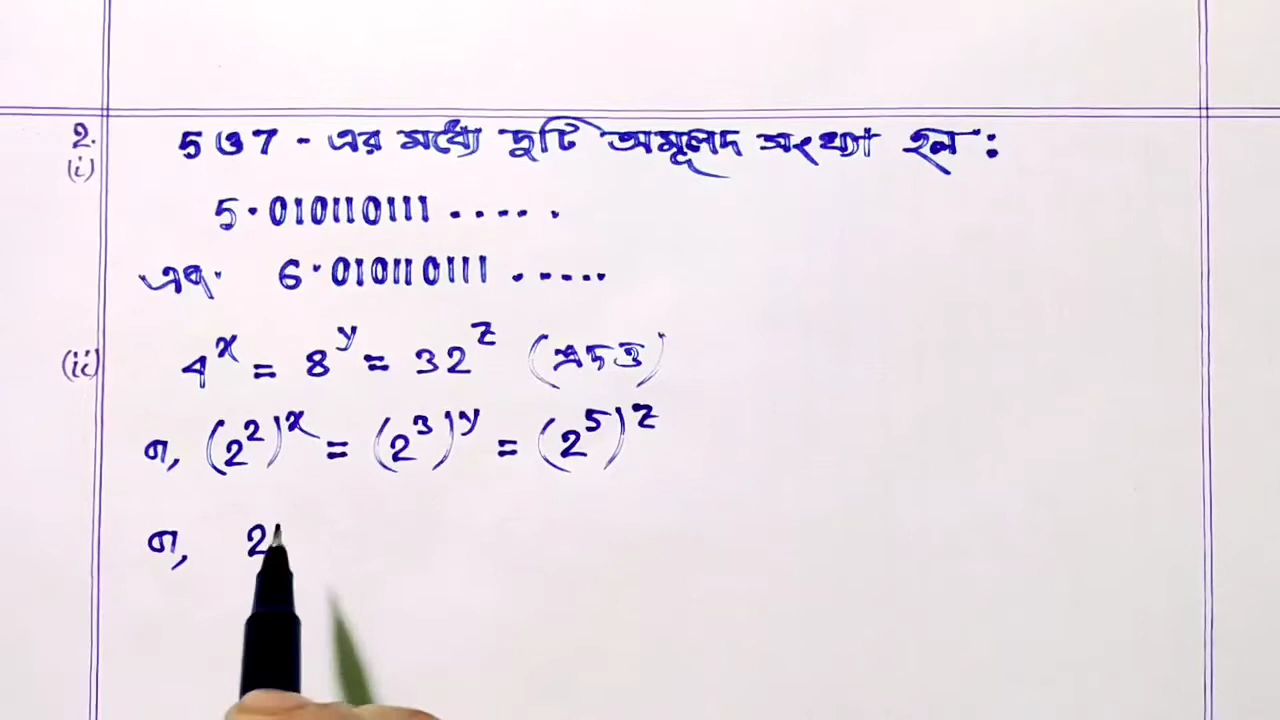 2. 5 ও 7 - এর মধ্যে দুটি অমূলদ সংখ্যা হল :
(i)
5·010110111 .....
এবং 6·010110111 .....
(ii) 4^x = 8^y = 32^z (প্রদত্ত)
বা, (2^2)^x = (2^3)^y = (2^5)^z
বা, 2